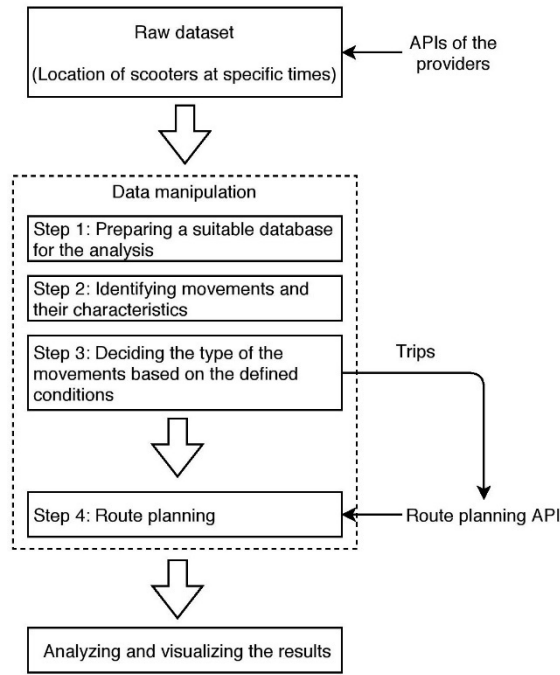 Raw dataset
(Location of scooters at specific times)
APIs of the
providers
Data manipulation
Step 1: Preparing a suitable database
for the analysis
Step 2: Identifying movements and
their characteristics
Step 3: Deciding the type of the
movements based on the defined
conditions
Trips
Step 4: Route planning
Route planning API
Analyzing and visualizing the results